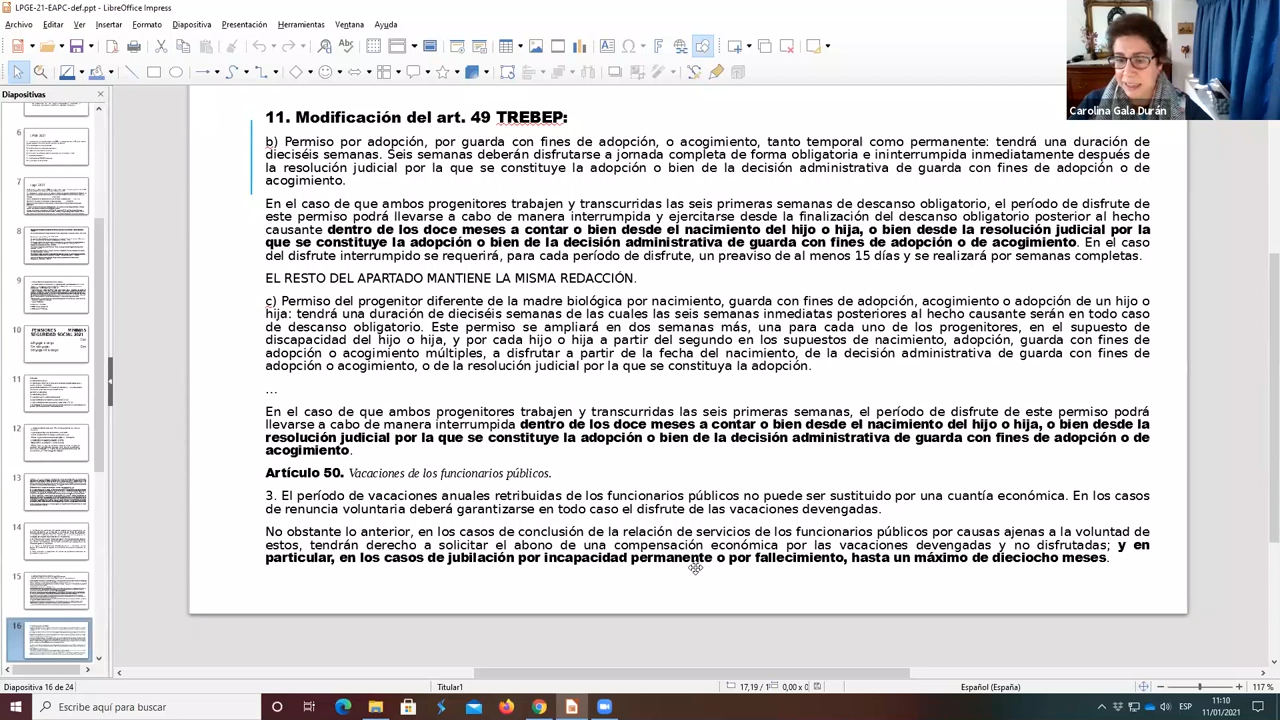 LPGE-21-EAPC-def.ppt - LibreOffice Impress
Archivo Editar Ver Insertar Formato Diapositiva Presentación Herramientas Ventana Ayuda
Carolina Gala Durán
Diapositivas
6
7
8
9
10
11
12
13
14
15
16
11. Modificación del art. 49 TREBEP:
b) Permiso por adopción, por guarda con fines de adopción, o acogimiento, tanto temporal como permanente: tendrá una duración de
dieciséis semanas. Seis semanas deberán disfrutarse a jornada completa de forma obligatoria e ininterrumpida inmediatamente después de
la resolución judicial por la que se constituye la adopción o bien de la decisión administrativa de guarda con fines de adopción o de
acogimiento.
En el caso de que ambos progenitores trabajen y transcurridas las seis primeras semanas de descanso obligatorio, el período de disfrute de
este permiso podrá llevarse a cabo de manera interrumpida y ejercitarse desde la finalización del descanso obligatorio posterior al hecho
causante dentro de los doce meses a contar o bien desde el nacimiento del hijo o hija, o bien desde la resolución judicial por la
que se constituye la adopción o bien de la decisión administrativa de guarda con fines de adopción o de acogimiento. En el caso
del disfrute interrumpido se requerirá, para cada período de disfrute, un preaviso de al menos 15 días y se realizará por semanas completas.
EL RESTO DEL APARTADO MANTIENE LA MISMA REDACCIÓN.
c) Permiso del progenitor diferente de la madre biológica por nacimiento, guarda con fines de adopción, acogimiento o adopción de un hijo o
hija: tendrá una duración de dieciséis semanas de las cuales las seis semanas inmediatas posteriores al hecho causante serán en todo caso
de descanso obligatorio. Este permiso se ampliará en dos semanas más, una para cada uno de los progenitores, en el supuesto de
discapacidad del hijo o hija, y por cada hijo o hija a partir del segundo en los supuestos de nacimiento, adopción, guarda con fines de
adopción o acogimiento múltiples, a disfrutar a partir de la fecha del nacimiento, de la decisión administrativa de guarda con fines de
adopción o acogimiento, o de la resolución judicial por la que se constituya la adopción.
...
En el caso de que ambos progenitores trabajen y transcurridas las seis primeras semanas, el período de disfrute de este permiso podrá
llevarse a cabo de manera interrumpida dentro de los doce meses a contar o bien desde el nacimiento del hijo o hija, o bien desde la
resolución judicial por la que se constituye la adopción o bien de la decisión administrativa de guarda con fines de adopción o de
acogimiento.
Artículo 50. Vacaciones de los funcionarios públicos.
3. El período de vacaciones anuales retribuidas de los funcionarios públicos no puede ser sustituido por una cuantía económica. En los casos
de renuncia voluntaria deberá garantizarse en todo caso el disfrute de las vacaciones devengadas.
No obstante lo anterior, en los casos de conclusión de la relación de servicios de los funcionarios públicos por causas ajenas a la voluntad de
estos, tendrán derecho a solicitar el abono de una compensación económica por las vacaciones devengadas y no disfrutadas; y en
particular, en los casos de jubilación por incapacidad permanente o por fallecimiento, hasta un máximo de dieciocho meses.
Diapositiva 16 de 24
Titular1
17,19 / 1
0,00 x 0
Español (España)
117 %
Escribe aquí para buscar
ESP
11:10
11/01/2021